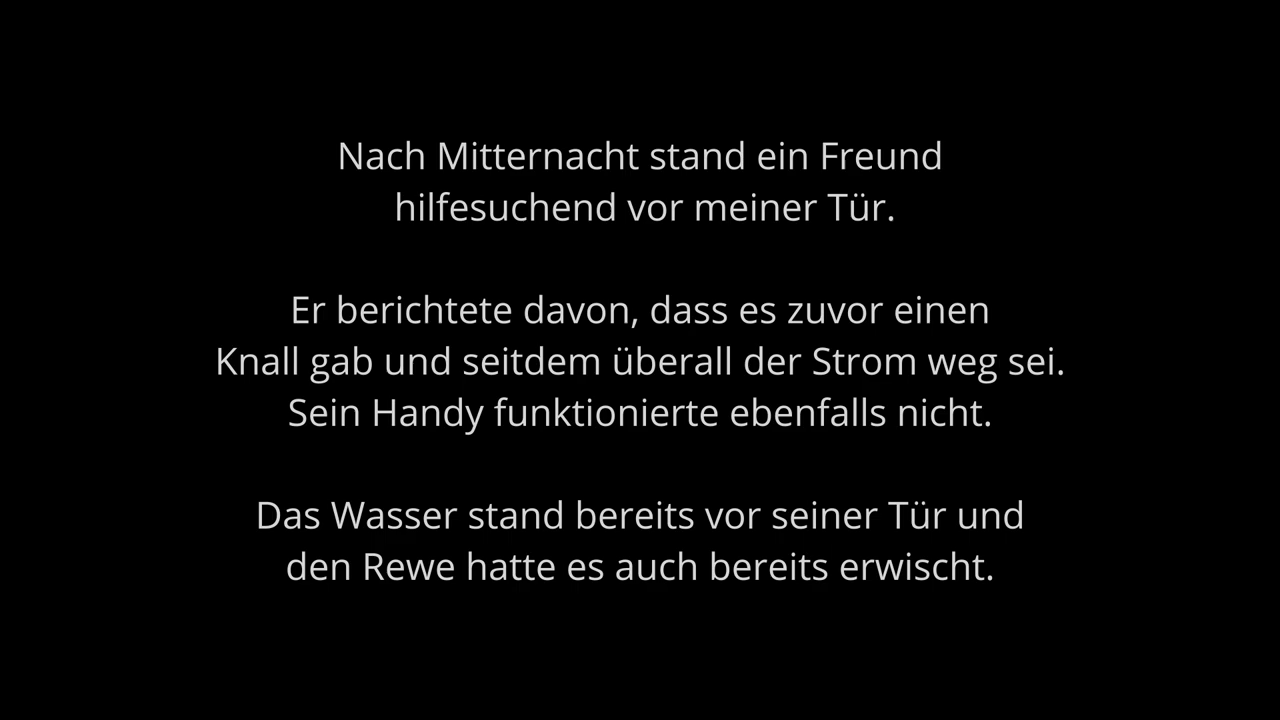 Nach Mitternacht stand ein Freund
hilfesuchend vor meiner Tür.
Er berichtete davon, dass es zuvor einen
Knall gab und seitdem überall der Strom weg sei.
Sein Handy funktionierte ebenfalls nicht.
Das Wasser stand bereits vor seiner Tür und
den Rewe hatte es auch bereits erwischt.